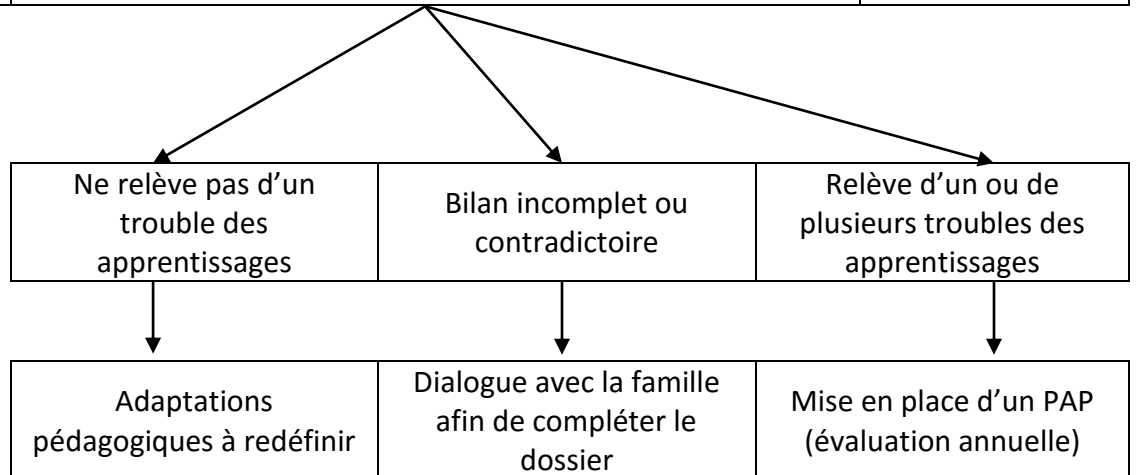 Ne relève pas d’un
trouble des
apprentissages
Bilan incomplet ou
contradictoire
Relève d’un ou de
plusieurs troubles des
apprentissages
Adaptations
pédagogiques à redéfinir
Dialogue avec la famille
afin de compléter le
dossier
Mise en place d’un PAP
(évaluation annuelle)